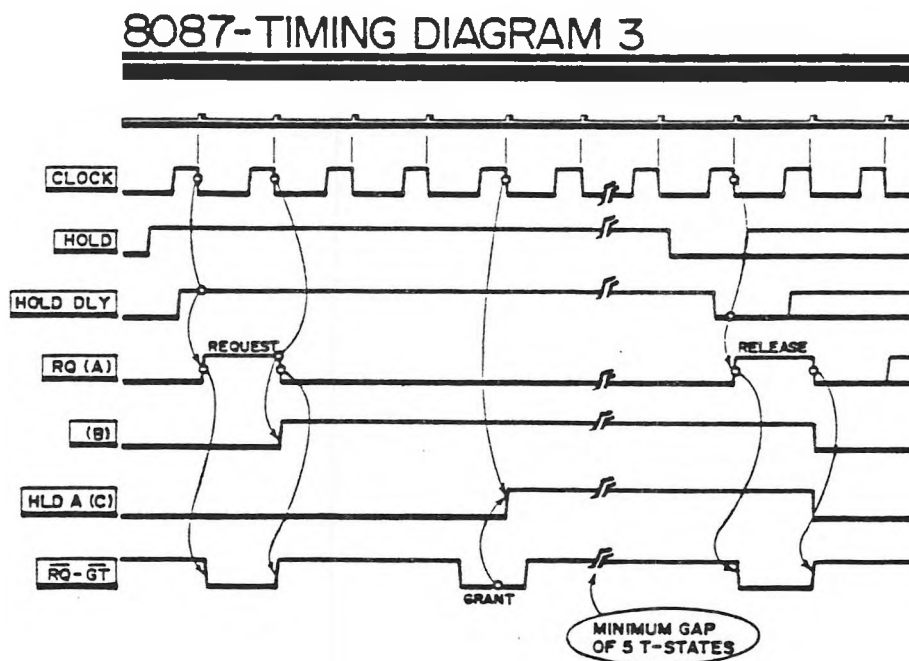 8087-TIMING DIAGRAM 3
CLOCK
HOLD
HOLD DLY
REQUEST
RELEASE
RQ (A)
(B)
HLD A (C)
RQ-GT
GRANT
MINIMUM GAP
OF 5 T-STATES